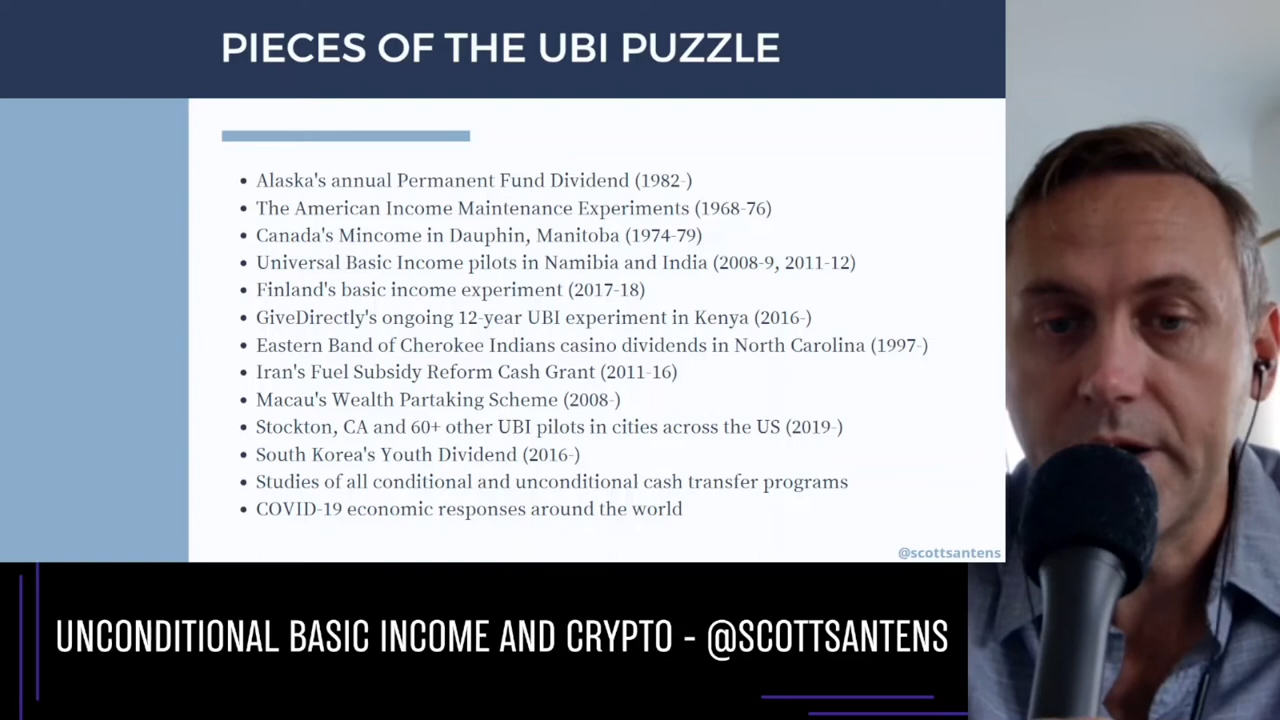 PIECES OF THE UBI PUZZLE
• Alaska's annual Permanent Fund Dividend (1982-)
• The American Income Maintenance Experiments (1968-76)
• Canada's Mincome in Dauphin, Manitoba (1974-79)
• Universal Basic Income pilots in Namibia and India (2008-9, 2011-12)
• Finland's basic income experiment (2017-18)
• GiveDirectly's ongoing 12-year UBI experiment in Kenya (2016-)
• Eastern Band of Cherokee Indians casino dividends in North Carolina (1997-)
• Iran's Fuel Subsidy Reform Cash Grant (2011-16)
• Macau's Wealth Partaking Scheme (2008-)
• Stockton, CA and 60+ other UBI pilots in cities across the US (2019-)
• South Korea's Youth Dividend (2016-)
• Studies of all conditional and unconditional cash transfer programs
• COVID-19 economic responses around the world
@scottsantens
UNCONDITIONAL BASIC INCOME AND CRYPTO - @SCOTTSANTENS